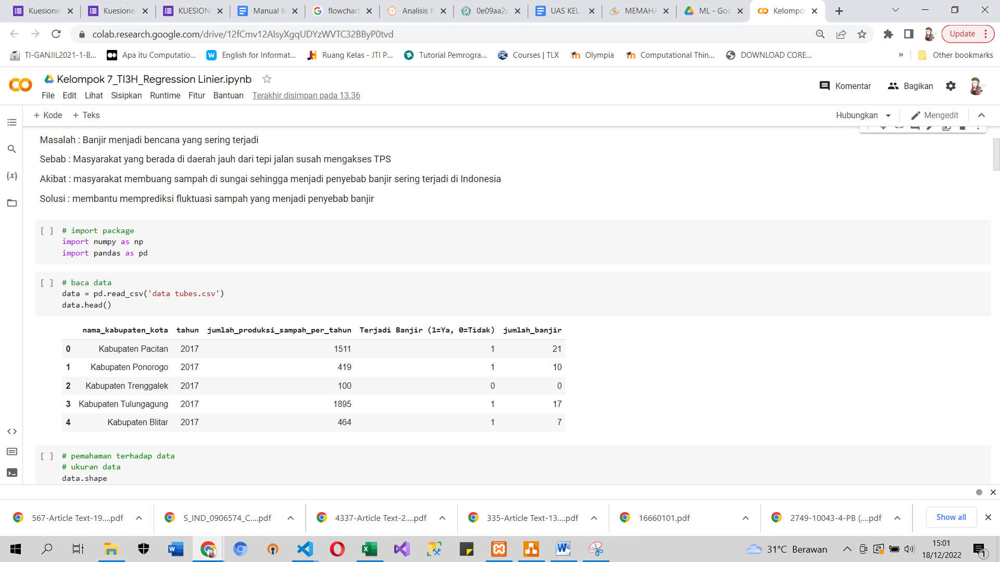 Kuesione
Kuesione
KUESION
Manual B
flowchart
Analisis R
0e09aa2c
UAS KEL
MEMAHA
ML - Goo
Kelompo
colab.research.google.com/drive/12fCmv12AIsyXgqUDYzWVTC32BByP0tvd
Update
TI-GANJIL2021-1-B...
Apa itu Computatio...
English for Informat...
Ruang Kelas - JTI P...
Tutorial Pemrogra...
Courses | TLX
Olympia
Computational Thin...
DOWNLOAD CORE...
»
Other bookmarks
Kelompok 7_TI3H_Regression Linier.ipynb
Komentar
Bagikan
File Edit Lihat Sisipkan Runtime Fitur Bantuan Terakhir disimpan pada 13.36
+ Kode + Teks
Hubungkan
Mengedit
Masalah : Banjir menjadi bencana yang sering terjadi
Sebab : Masyarakat yang berada di daerah jauh dari tepi jalan susah mengakses TPS
Akibat : masyarakat membuang sampah di sungai sehingga menjadi penyebab banjir sering terjadi di Indonesia
Solusi : membantu memprediksi fluktuasi sampah yang menjadi penyebab banjir
[ ] # import package
import numpy as np
import pandas as pd
[ ] # baca data
data = pd.read_csv('data tubes.csv')
data.head()
nama_kabupaten_kota tahun jumlah_produksi_sampah_per_tahun Terjadi Banjir (1=Ya, 0=Tidak) jumlah_banjir
0 Kabupaten Pacitan 2017 1511 1 21
1 Kabupaten Ponorogo 2017 419 1 10
2 Kabupaten Trenggalek 2017 100 0 0
3 Kabupaten Tulungagung 2017 1895 1 17
4 Kabupaten Blitar 2017 464 1 7
[ ] # pemahaman terhadap data
# ukuran data
data.shape
567-Article Text-19....pdf
S_IND_0906574_C....pdf
4337-Article Text-2....pdf
335-Article Text-13....pdf
16660101.pdf
2749-10043-4-PB (....pdf
Show all
31°C Berawan
15:01
18/12/2022
1